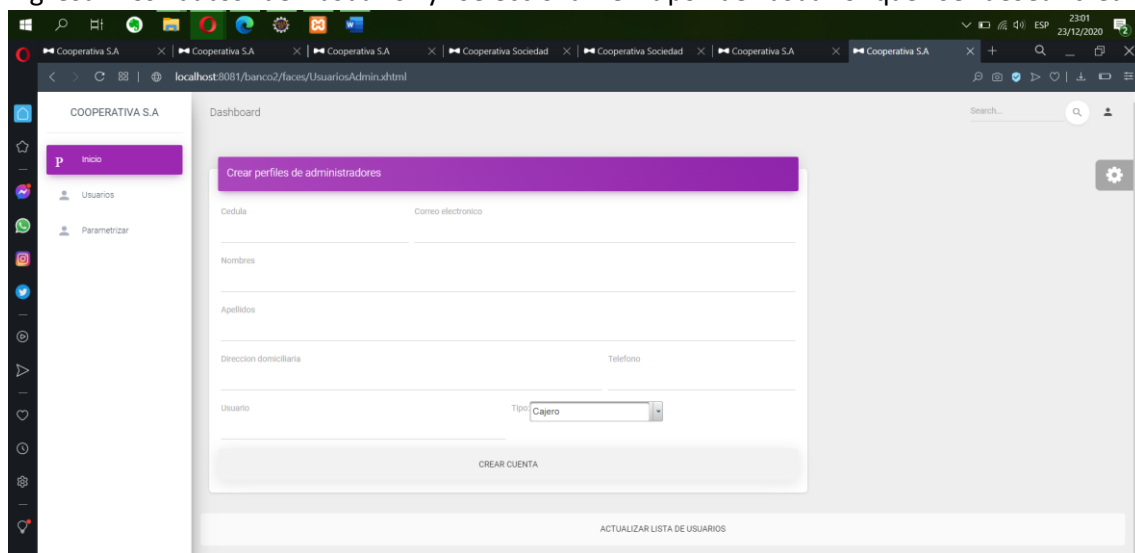 23:01
ESP
23/12/2020
2
Cooperativa S.A
Cooperativa S.A
Cooperativa S.A
Cooperativa Sociedad
Cooperativa Sociedad
Cooperativa S.A
Cooperativa S.A
localhost:8081/banco2/faces/UsuariosAdmin.xhtml
COOPERATIVA S.A
Dashboard
Search...
P Inicio
Usuarios
Parametrizar
Crear perfiles de administradores
Cedula
Correo electronico
Nombres
Apellidos
Direccion domiciliaria
Telefono
Usuario
Tipo:
Cajero
CREAR CUENTA
ACTUALIZAR LISTA DE USUARIOS